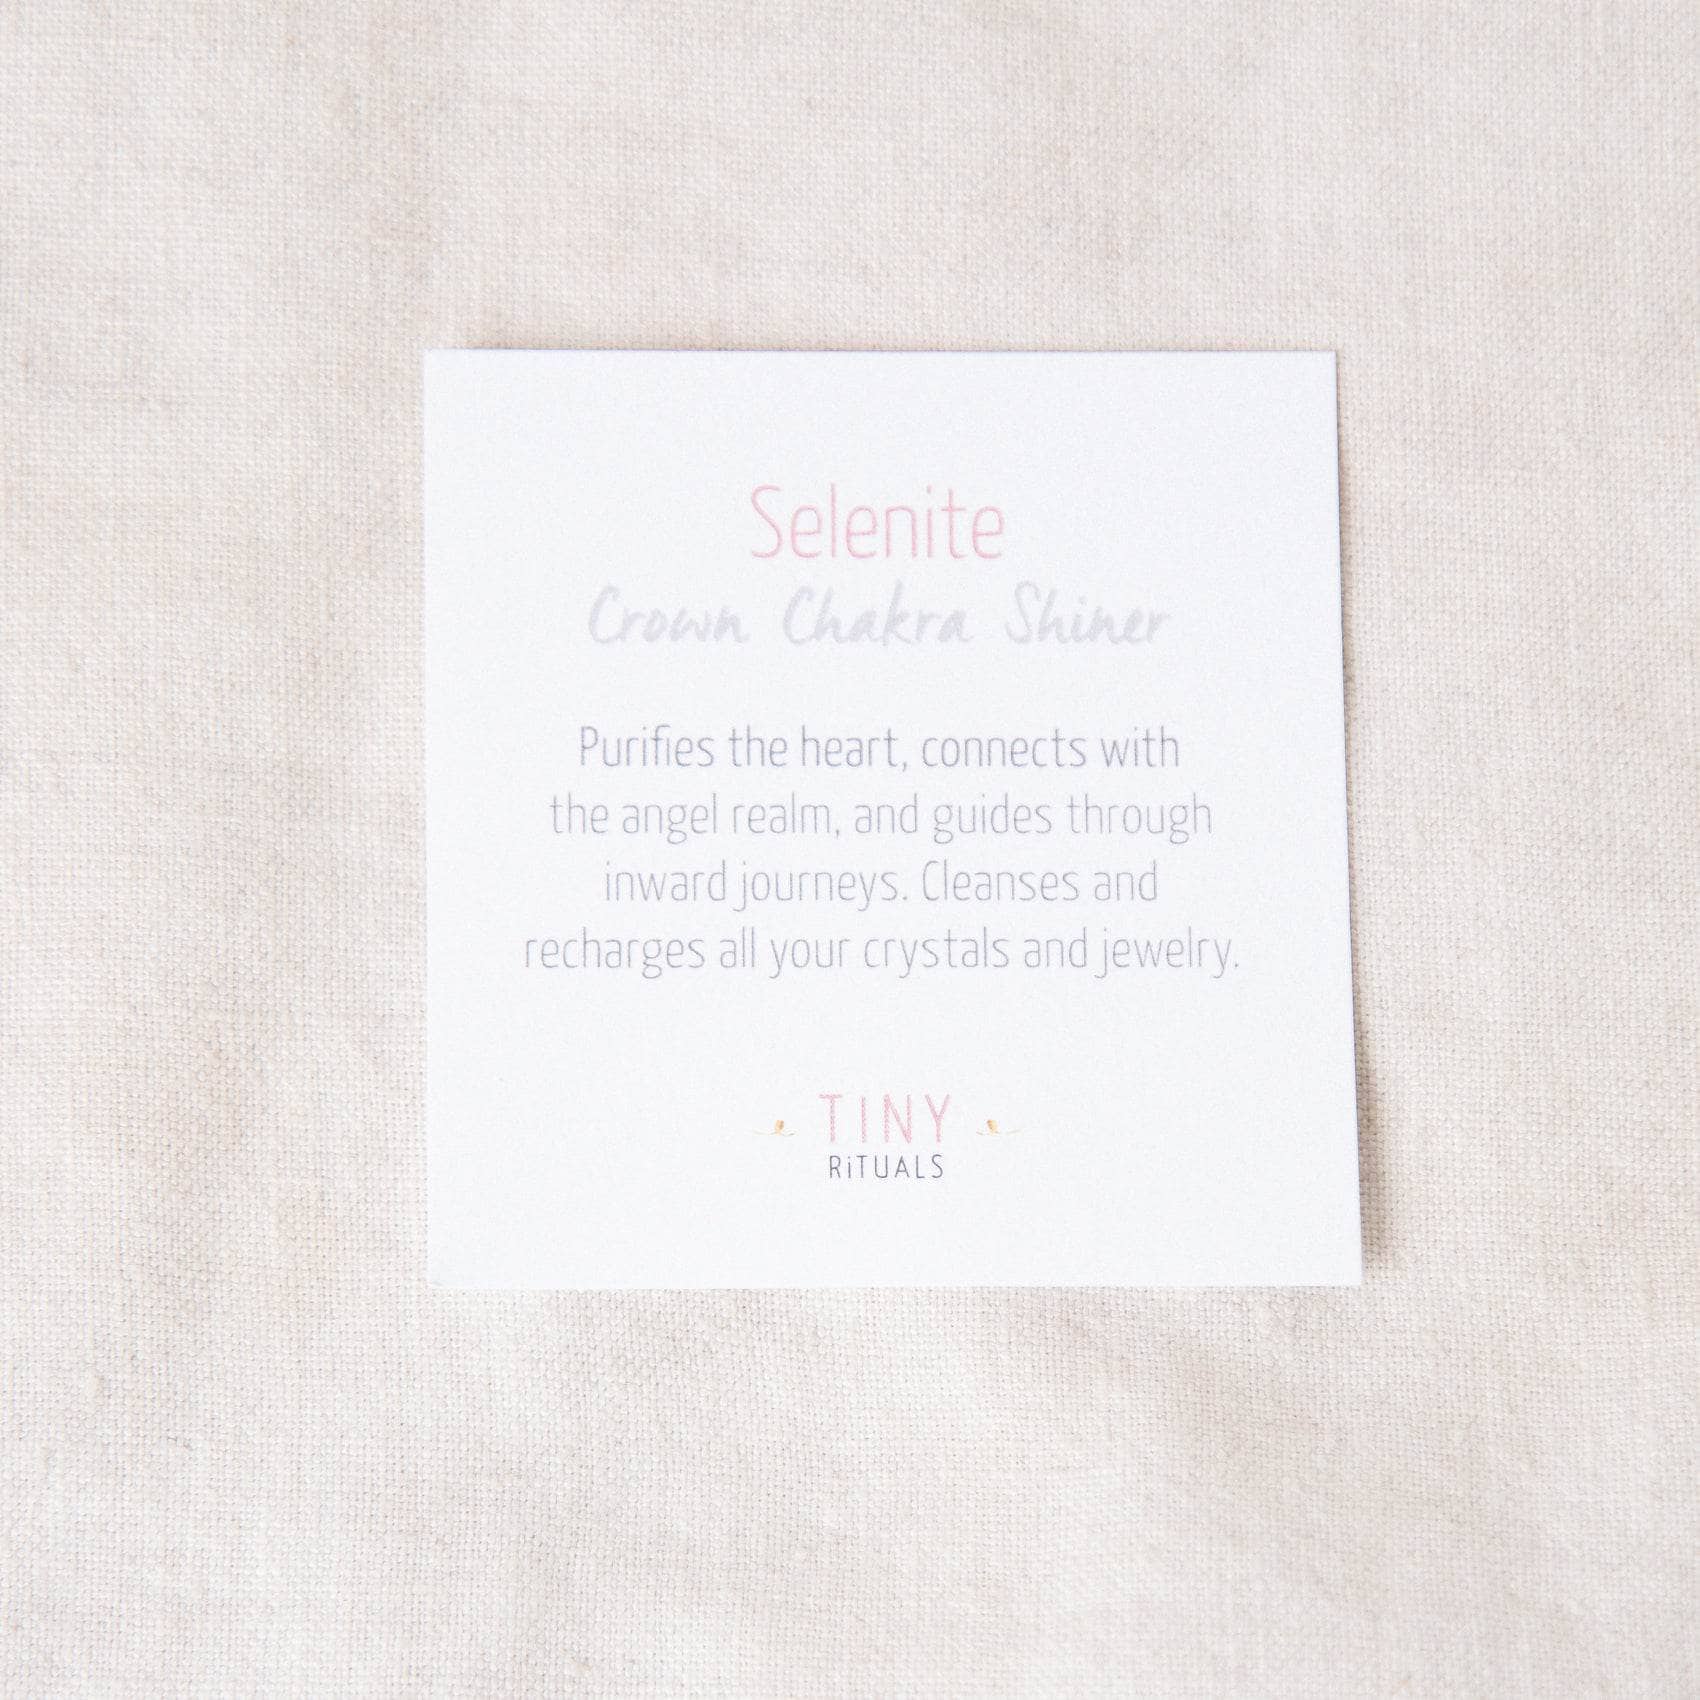 Selenite
Crown Chakra Shiner
Purifies the heart, connects with
the angel realm, and guides through
inward journeys. Cleanses and
recharges all your crystals and jewelry.
TINY
RiTUALS